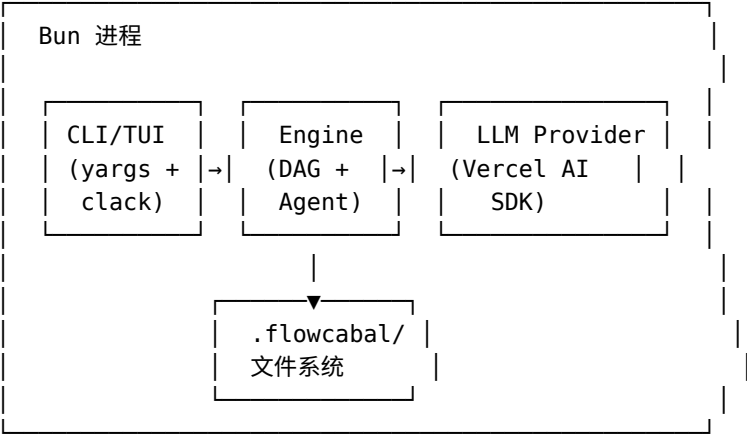 Bun 进程
CLI/TUI Engine LLM Provider
(yargs + → (DAG + → (Vercel AI
clack) Agent) SDK)
▼
.flowcabal/
文件系统